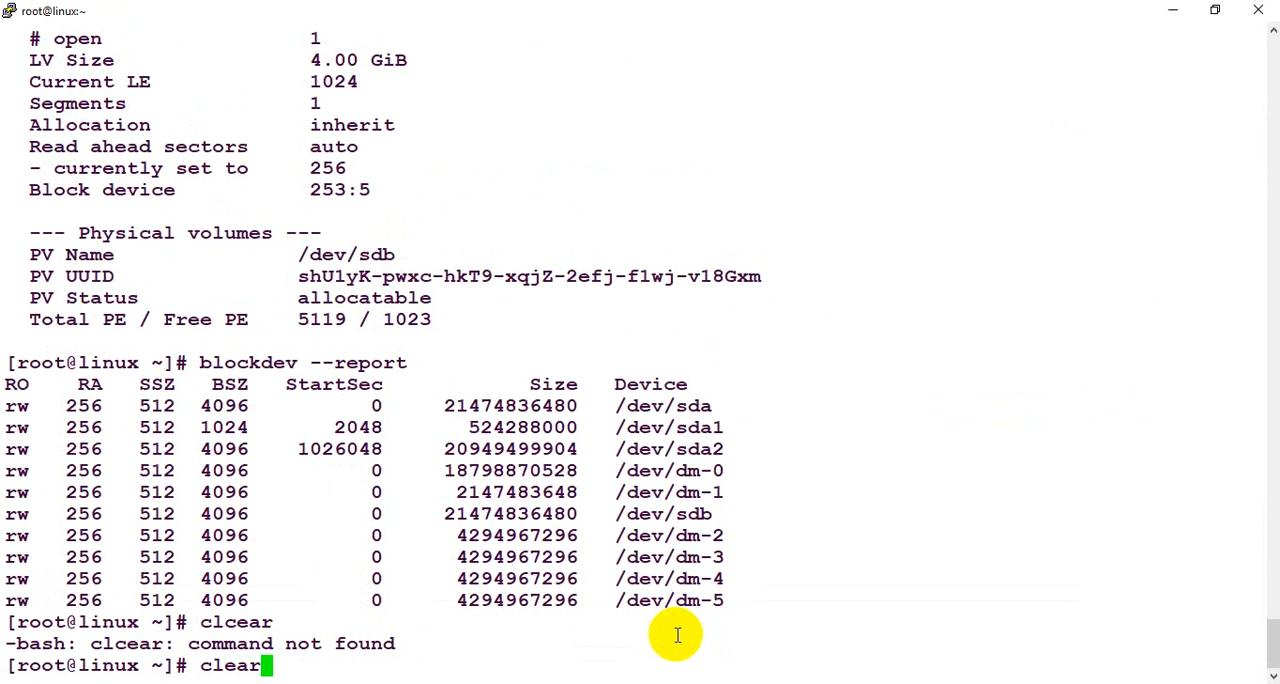 root@linux:~
# open 1
LV Size 4.00 GiB
Current LE 1024
Segments 1
Allocation inherit
Read ahead sectors auto
- currently set to 256
Block device 253:5
--- Physical volumes ---
PV Name /dev/sdb
PV UUID shU1yK-pwxc-hkT9-xqjZ-2efj-f1wj-v18Gxm
PV Status allocatable
Total PE / Free PE 5119 / 1023
[root@linux ~]# blockdev --report
RO RA SSZ BSZ StartSec Size Device
rw 256 512 4096 0 21474836480 /dev/sda
rw 256 512 1024 2048 524288000 /dev/sda1
rw 256 512 4096 1026048 20949499904 /dev/sda2
rw 256 512 4096 0 18798870528 /dev/dm-0
rw 256 512 4096 0 2147483648 /dev/dm-1
rw 256 512 4096 0 21474836480 /dev/sdb
rw 256 512 4096 0 4294967296 /dev/dm-2
rw 256 512 4096 0 4294967296 /dev/dm-3
rw 256 512 4096 0 4294967296 /dev/dm-4
rw 256 512 4096 0 4294967296 /dev/dm-5
[root@linux ~]# clcear
-bash: clcear: command not found
[root@linux ~]# clear